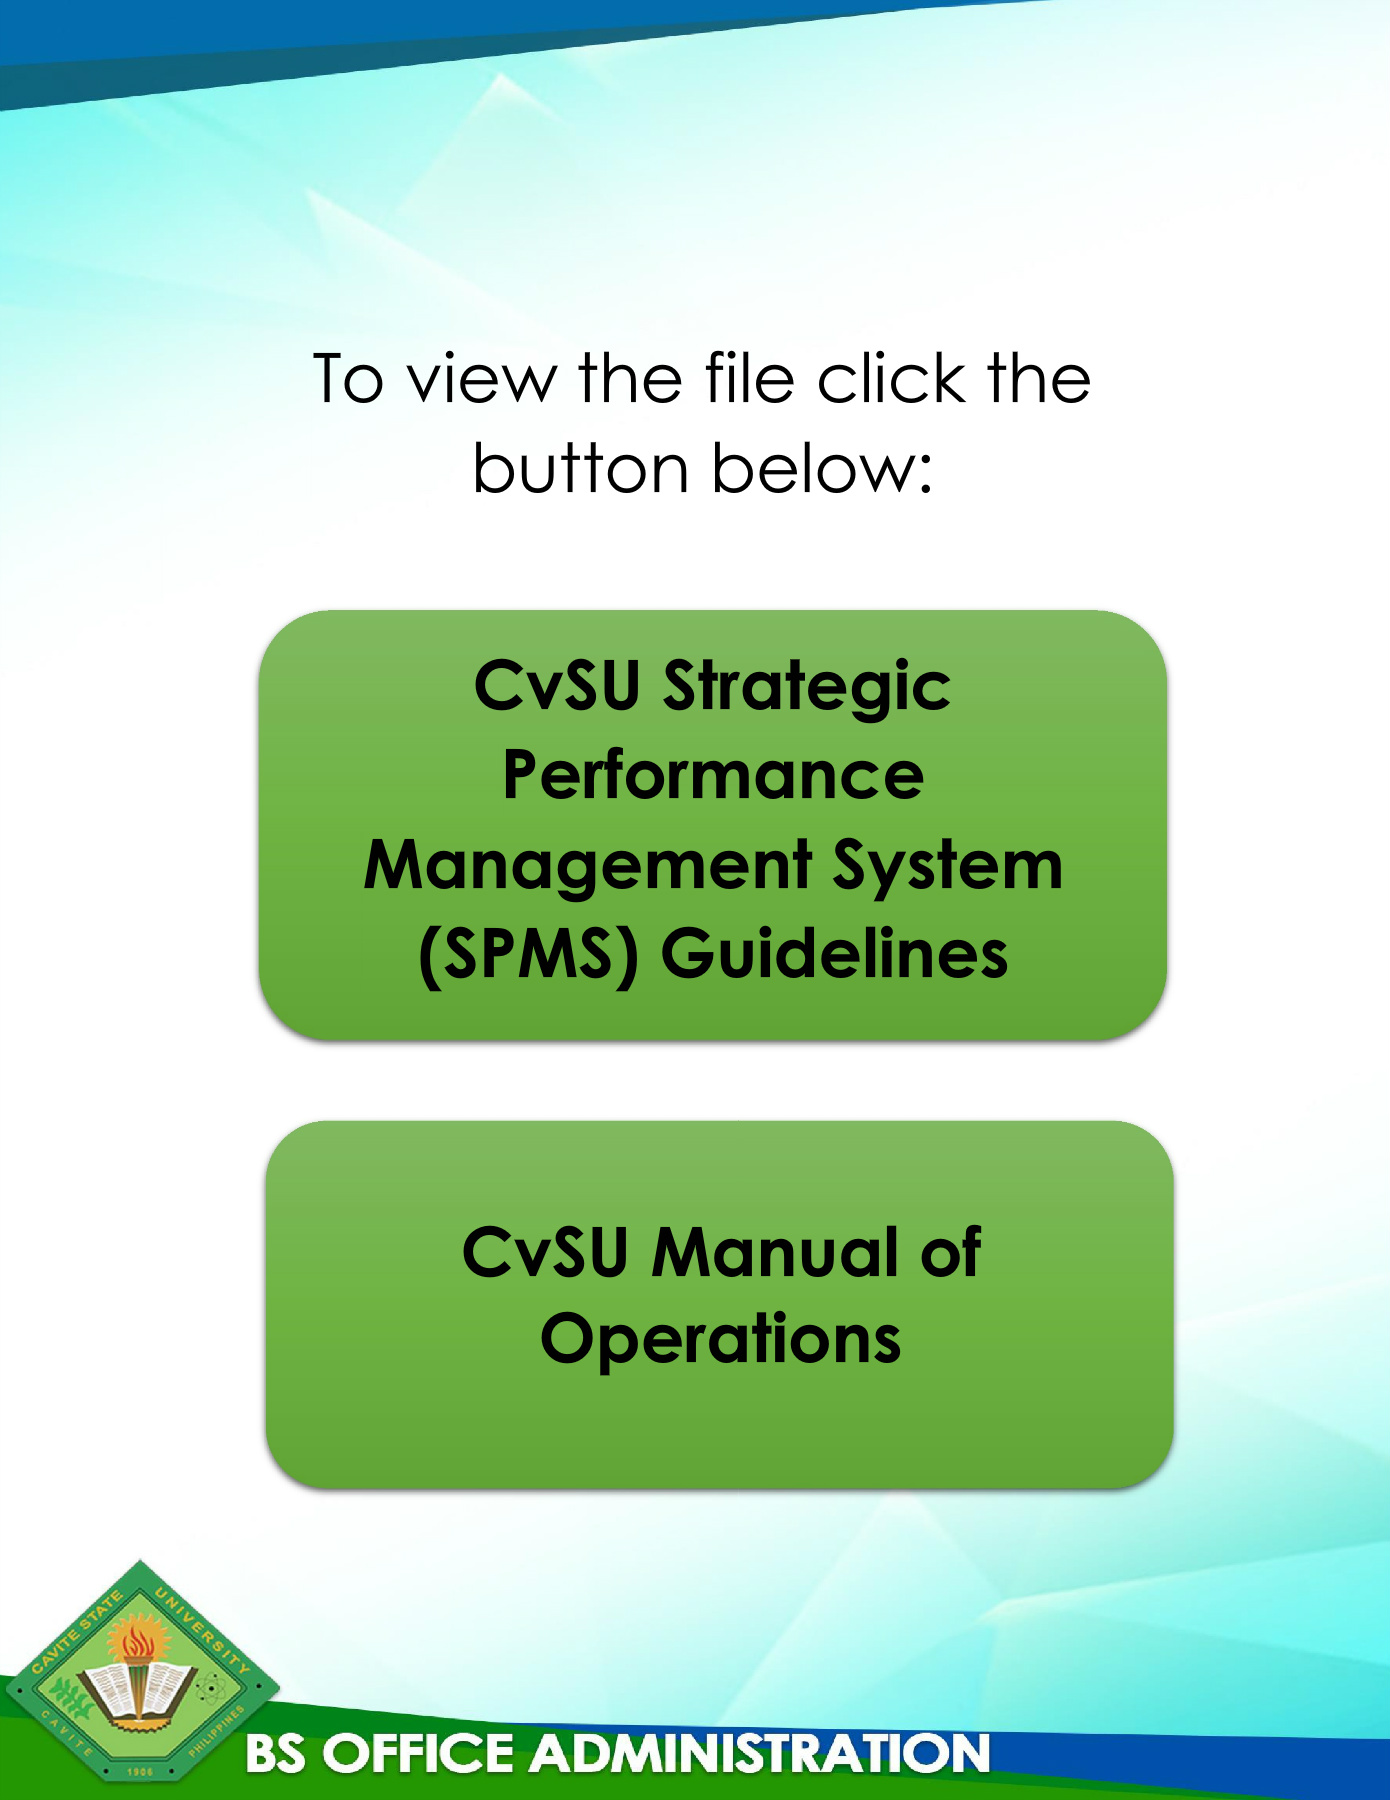 To view the file click the
button below:
CvSU Strategic
Performance
Management System
(SPMS) Guidelines
CvSU Manual of
Operations
CAVITE STATE UNIVERSITY
CAVITE
1906
PHILIPPINES
BS OFFICE ADMINISTRATION